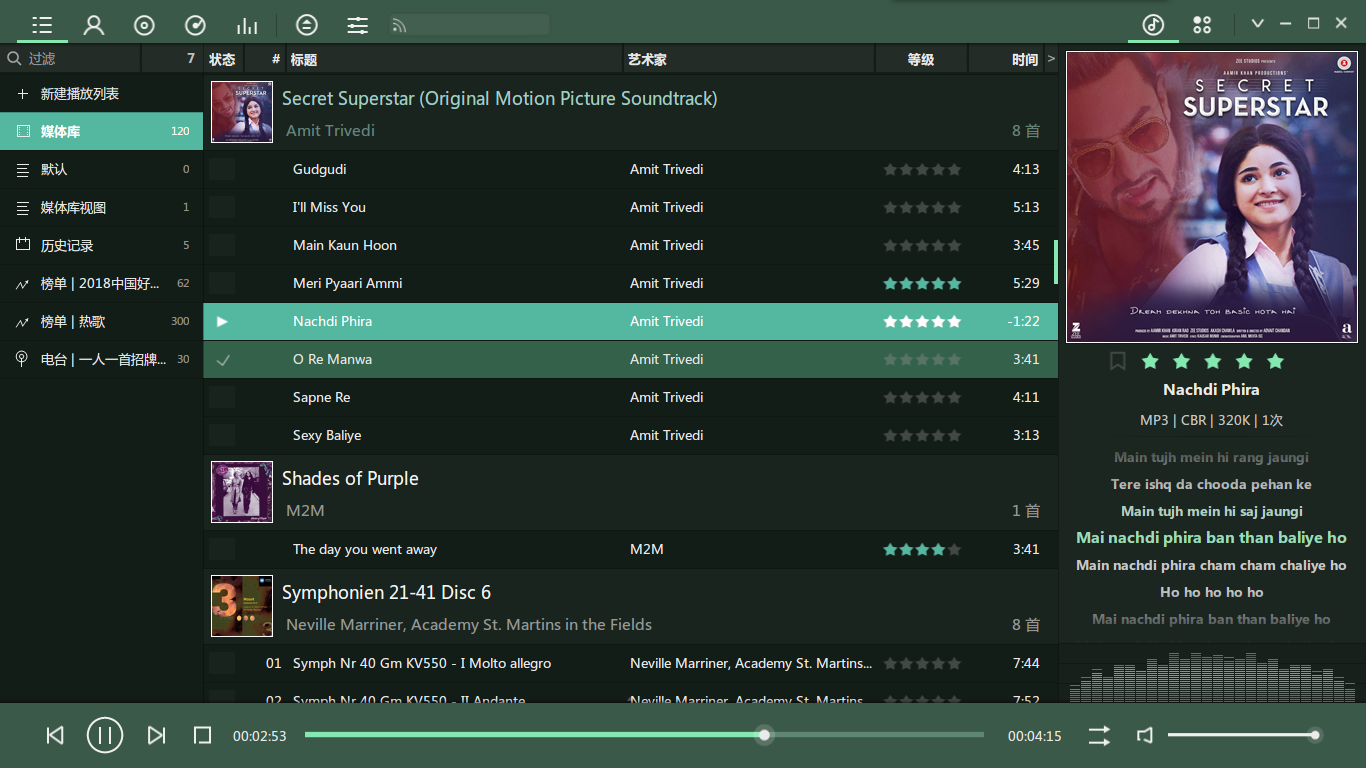 过滤 7 状态 # 标题 艺术家 等级 时间 >
新建播放列表
媒体库 120
默认 0
媒体库视图 1
历史记录 5
榜单 | 2018中国好... 62
榜单 | 热歌 300
电台 | 一人一首招牌... 30
Secret Superstar (Original Motion Picture Soundtrack)
Amit Trivedi 8 首
Gudgudi Amit Trivedi 4:13
I'll Miss You Amit Trivedi 5:13
Main Kaun Hoon Amit Trivedi 3:45
Meri Pyaari Ammi Amit Trivedi 5:29
Nachdi Phira Amit Trivedi -1:22
O Re Manwa Amit Trivedi 3:41
Sapne Re Amit Trivedi 4:11
Sexy Baliye Amit Trivedi 3:13
Shades of Purple
M2M 1 首
The day you went away M2M 3:41
Symphonien 21-41 Disc 6
Neville Marriner, Academy St. Martins in the Fields 8 首
01 Symph Nr 40 Gm KV550 - I Molto allegro Neville Marriner, Academy St. Martins... 7:44
02 Symph Nr 40 Gm KV550 - II Andante Neville Marriner, Academy St. Martins... 7:52
ZEE STUDIOS PRESENTS
AAMIR KHAN PRODUCTIONS'
SECRET
SUPERSTAR
DREAM DEKHNA TOH BASIC HOTA HAI
Nachdi Phira
MP3 | CBR | 320K | 1次
Main tujh mein hi rang jaungi
Tere ishq da chooda pehan ke
Main tujh mein hi saj jaungi
Mai nachdi phira ban than baliye ho
Main nachdi phira cham cham chaliye ho
Ho ho ho ho ho
Mai nachdi phira ban than baliye ho
00:02:53 00:04:15